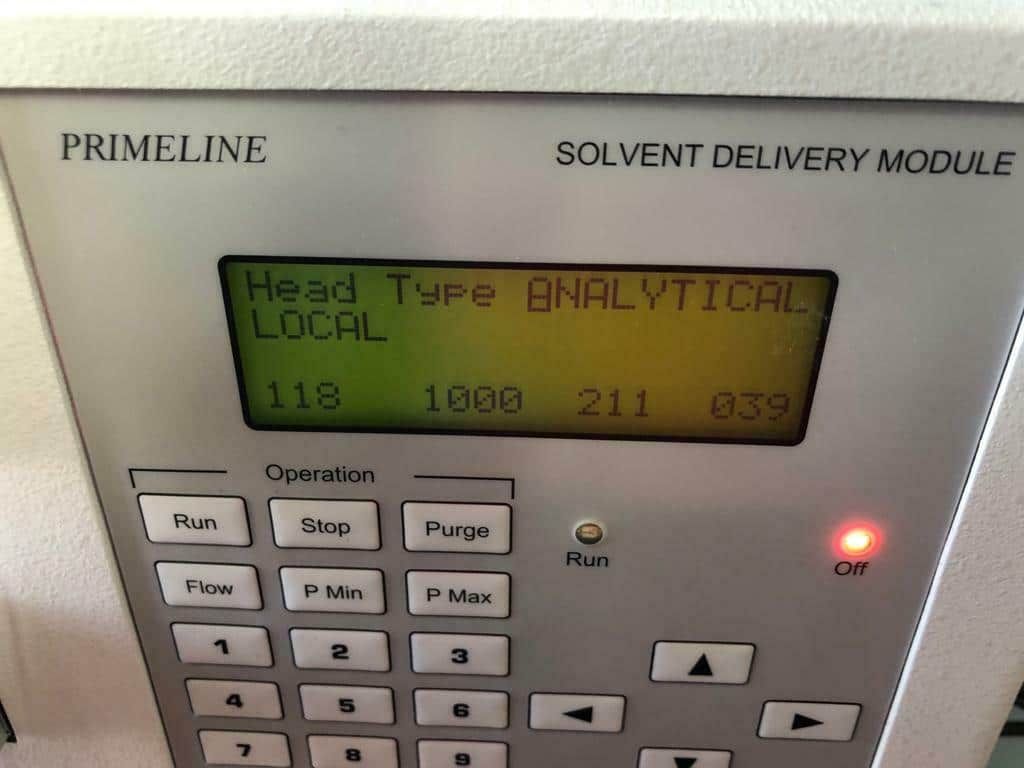 PRIMELINE
SOLVENT DELIVERY MODULE
Head Type ANALYTICAL
LOCAL
118 1000 211 039
Operation
Run Stop Purge
Run Off
Flow P Min P Max
1 2 3
4 5 6
7 8 9